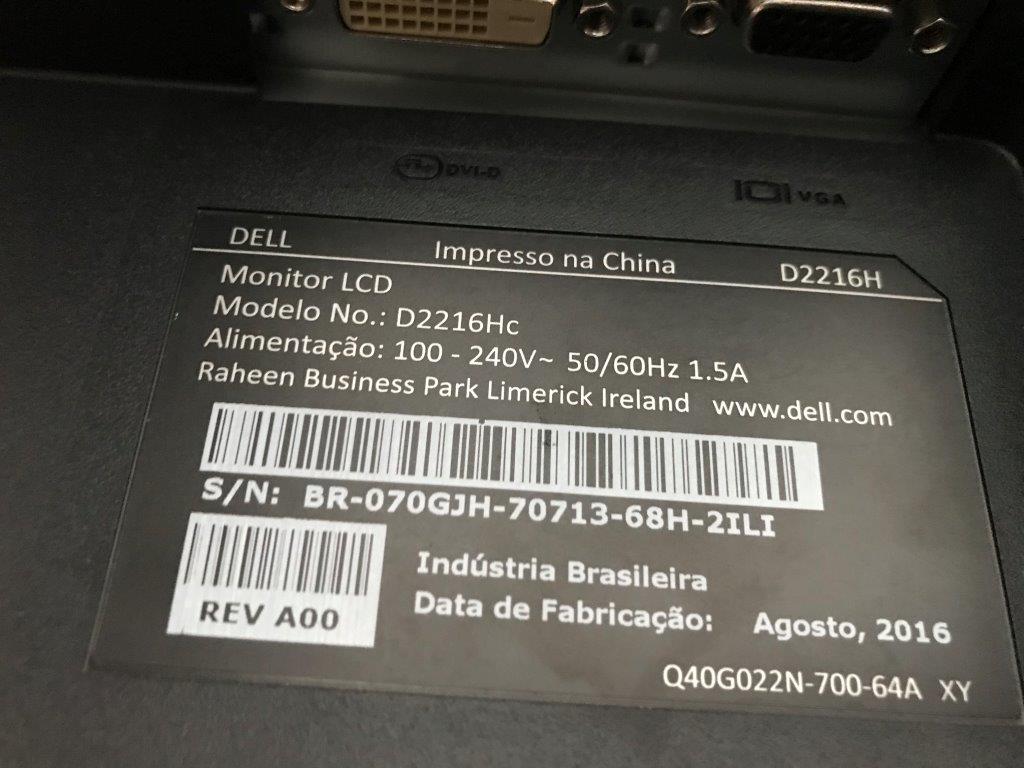 DVI-D
VGA
DELL Impresso na China D2216H
Monitor LCD
Modelo No.: D2216Hc
Alimentação: 100 - 240V~ 50/60Hz 1.5A
Raheen Business Park Limerick Ireland www.dell.com
S/N: BR-070GJH-70713-68H-2ILI
REV A00
Indústria Brasileira
Data de Fabricação: Agosto, 2016
Q40G022N-700-64A XY